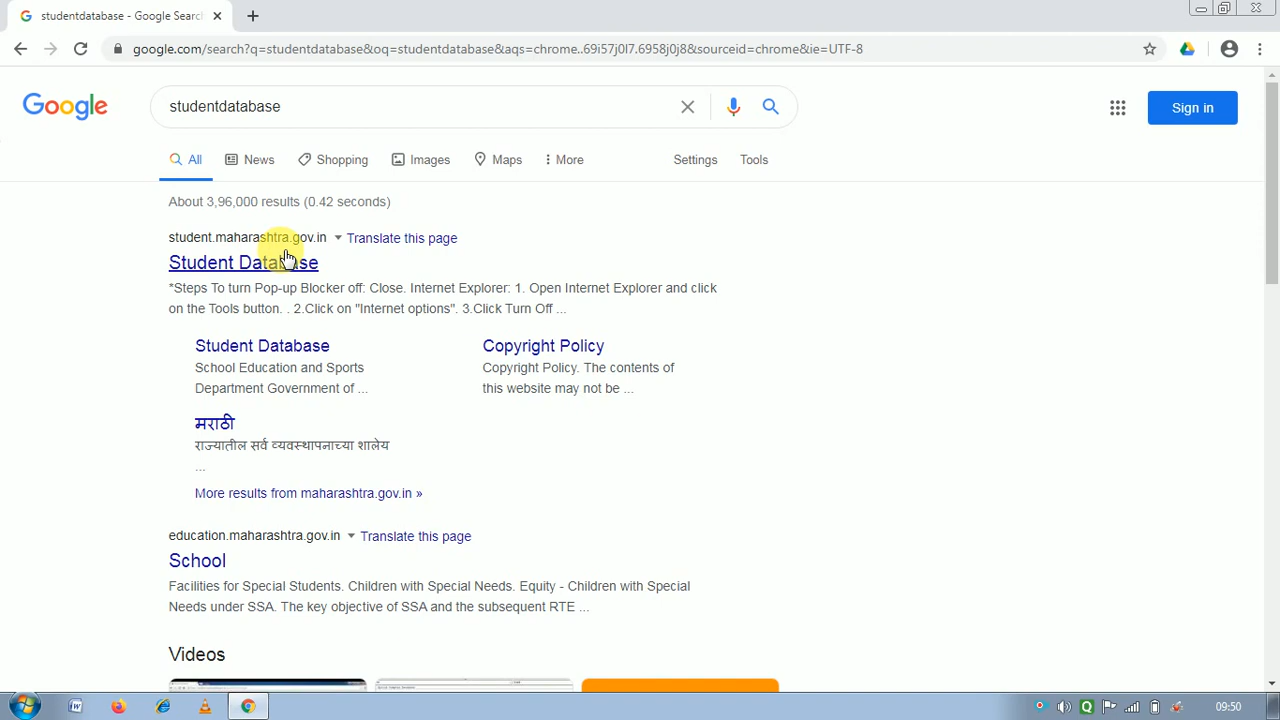 studentdatabase - Google Searc
google.com/search?q=studentdatabase&oq=studentdatabase&aqs=chrome..69i57j0l7.6958j0j8&sourceid=chrome&ie=UTF-8
Google
studentdatabase
Sign in
All News Shopping Images Maps More Settings Tools
About 3,96,000 results (0.42 seconds)
student.maharashtra.gov.in Translate this page
Student Database
*Steps To turn Pop-up Blocker off: Close. Internet Explorer: 1. Open Internet Explorer and click
on the Tools button. . 2.Click on "Internet options". 3.Click Turn Off ...
Student Database
School Education and Sports
Department Government of ...
Copyright Policy
Copyright Policy. The contents of
this website may not be ...
मराठी
राज्यातील सर्व व्यवस्थापनाच्या शालेय
...
More results from maharashtra.gov.in »
education.maharashtra.gov.in Translate this page
School
Facilities for Special Students. Children with Special Needs. Equity - Children with Special
Needs under SSA. The key objective of SSA and the subsequent RTE ...
Videos
09:50